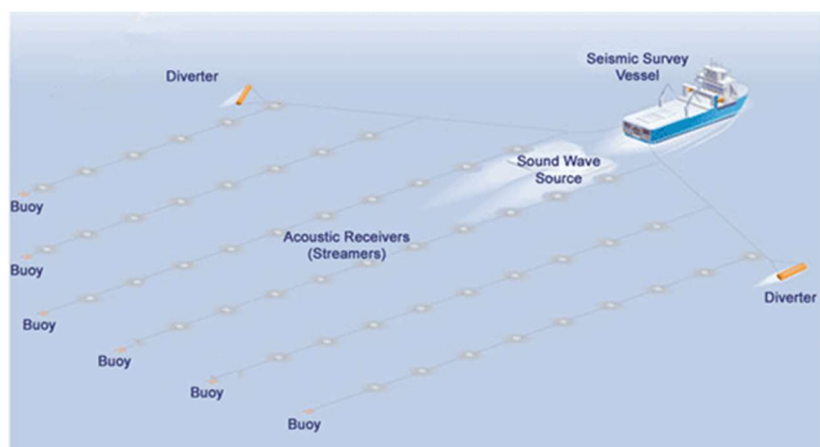 Seismic Survey
Vessel
Diverter
Sound Wave
Source
Buoy
Acoustic Receivers
(Streamers)
Buoy
Diverter
Buoy
Buoy
Buoy
Buoy